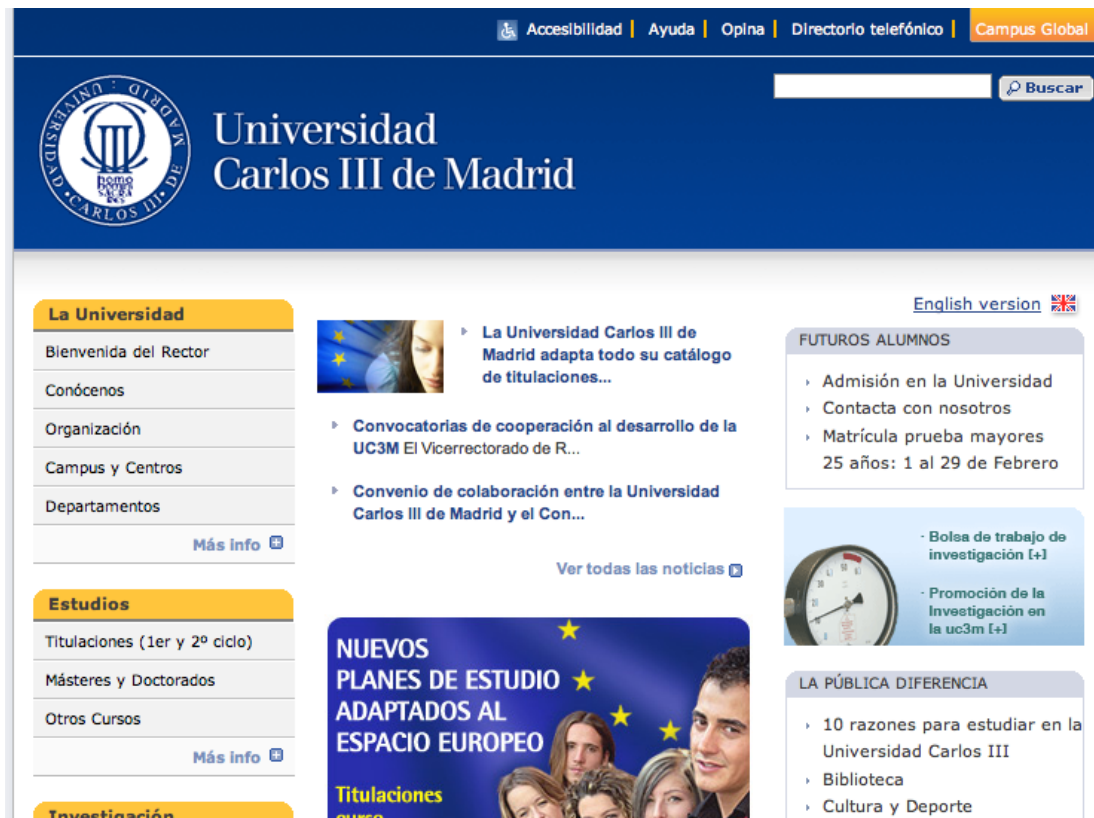 Accesibilidad
Ayuda
Opina
Directorio telefónico
Campus Global
Buscar
UNIVERSIDAD · CARLOS III · DE MADRID
homo homini sacra res
Universidad
Carlos III de Madrid
English version
La Universidad
Bienvenida del Rector
Conócenos
Organización
Campus y Centros
Departamentos
Más info
Estudios
Titulaciones (1er y 2º ciclo)
Másteres y Doctorados
Otros Cursos
Más info
Investigación
La Universidad Carlos III de
Madrid adapta todo su catálogo
de titulaciones...
Convocatorias de cooperación al desarrollo de la
UC3M El Vicerrectorado de R...
Convenio de colaboración entre la Universidad
Carlos III de Madrid y el Con...
Ver todas las noticias
NUEVOS
PLANES DE ESTUDIO
ADAPTADOS AL
ESPACIO EUROPEO
Titulaciones
curso
FUTUROS ALUMNOS
Admisión en la Universidad
Contacta con nosotros
Matrícula prueba mayores
25 años: 1 al 29 de Febrero
· Bolsa de trabajo de
investigación [+]
· Promoción de la
Investigación en
la uc3m [+]
LA PÚBLICA DIFERENCIA
10 razones para estudiar en la
Universidad Carlos III
Biblioteca
Cultura y Deporte